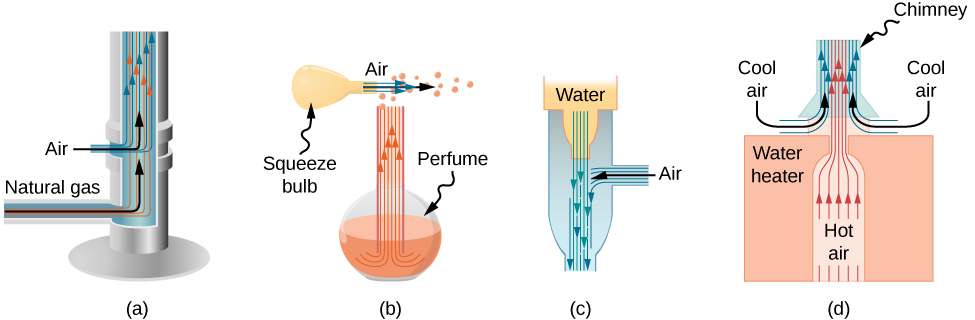 Air
Natural gas
(a)
Air
Squeeze
bulb
Perfume
(b)
Water
Air
(c)
Chimney
Cool
air
Cool
air
Water
heater
Hot
air
(d)